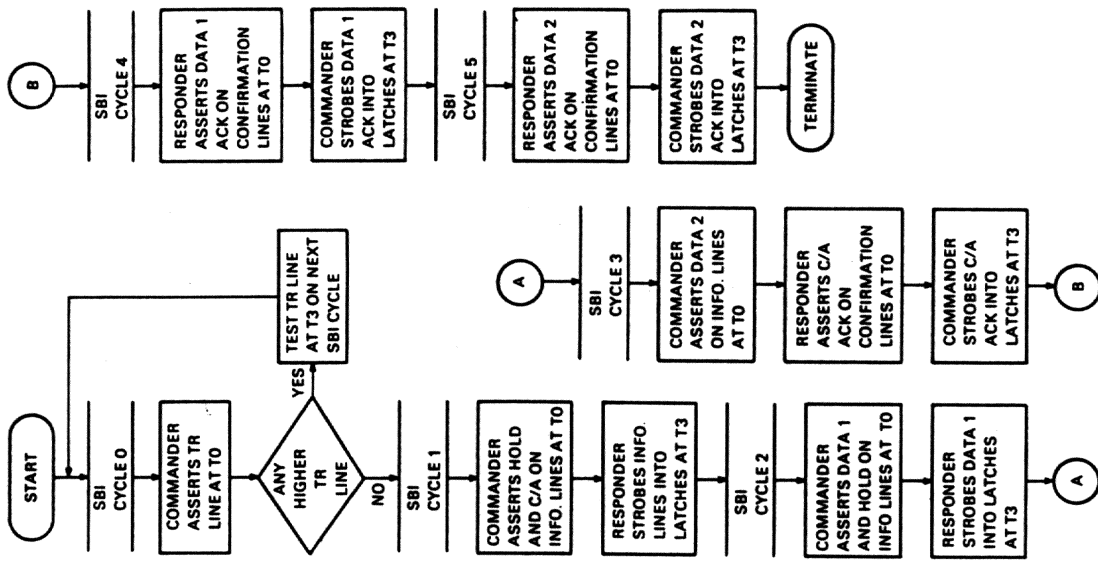 START
SBI
CYCLE 0
COMMANDER
ASSERTS TR
LINE AT T0
ANY
HIGHER
TR
LINE
YES
TEST TR LINE
AT T3 ON NEXT
SBI CYCLE
NO
SBI
CYCLE 1
COMMANDER
ASSERTS HOLD
AND C/A ON
INFO. LINES AT T0
RESPONDER
STROBES INFO.
LINES INTO
LATCHES AT T3
SBI
CYCLE 2
COMMANDER
ASSERTS DATA 1
AND HOLD ON
INFO LINES AT T0
RESPONDER
STROBES DATA 1
INTO LATCHES
AT T3
A
A
SBI
CYCLE 3
COMMANDER
ASSERTS DATA 2
ON INFO. LINES
AT T0
RESPONDER
ASSERTS C/A
ACK ON
CONFIRMATION
LINES AT T0
COMMANDER
STROBES C/A
ACK INTO
LATCHES AT T3
B
B
SBI
CYCLE 4
RESPONDER
ASSERTS DATA 1
ACK ON
CONFIRMATION
LINES AT T0
COMMANDER
STROBES DATA 1
ACK INTO
LATCHES AT T3
SBI
CYCLE 5
RESPONDER
ASSERTS DATA 2
ACK ON
CONFIRMATION
LINES AT T0
COMMANDER
STROBES DATA 2
ACK INTO
LATCHES AT T3
TERMINATE